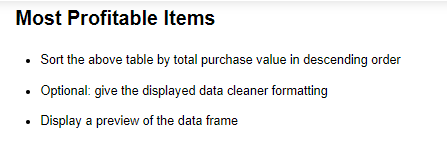 Most Profitable Items
• Sort the above table by total purchase value in descending order
• Optional: give the displayed data cleaner formatting
• Display a preview of the data frame